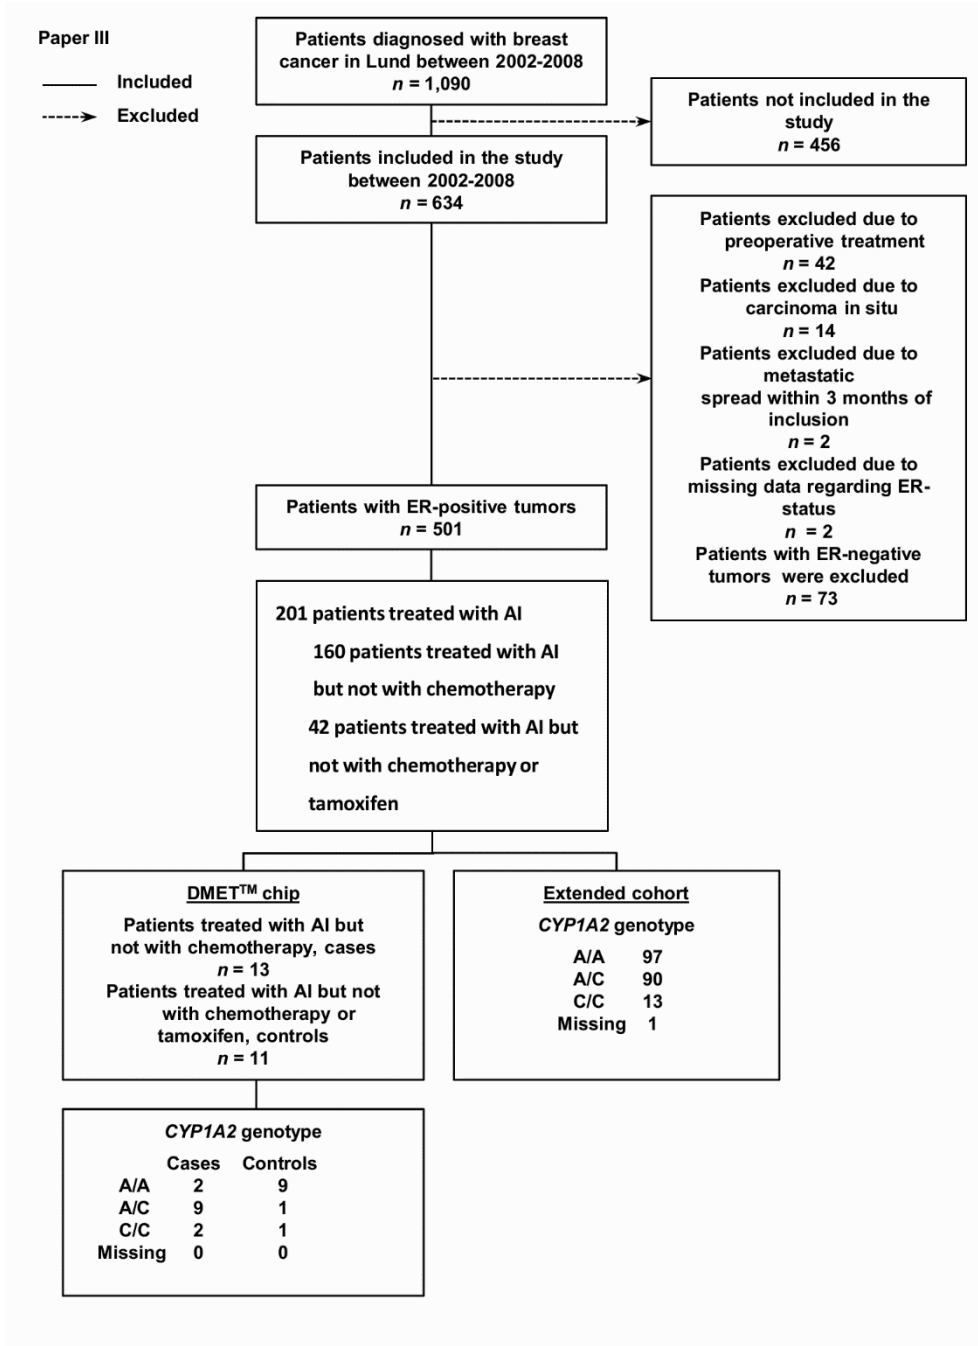 Paper III
Included
Excluded
Patients diagnosed with breast
cancer in Lund between 2002-2008
n = 1,090
Patients not included in the
study
n = 456
Patients included in the study
between 2002-2008
n = 634
Patients excluded due to
preoperative treatment
n = 42
Patients excluded due to
carcinoma in situ
n = 14
Patients excluded due to
metastatic
spread within 3 months of
inclusion
n = 2
Patients excluded due to
missing data regarding ER-
status
n = 2
Patients with ER-negative
tumors were excluded
n = 73
Patients with ER-positive tumors
n = 501
201 patients treated with AI
160 patients treated with AI
but not with chemotherapy
42 patients treated with AI but
not with chemotherapy or
tamoxifen
DMET™ chip
Patients treated with AI but
not with chemotherapy, cases
n = 13
Patients treated with AI but not
with chemotherapy or
tamoxifen, controls
n = 11
Extended cohort
CYP1A2 genotype
A/A 97
A/C 90
C/C 13
Missing 1
CYP1A2 genotype
Cases Controls
A/A 2 9
A/C 9 1
C/C 2 1
Missing 0 0